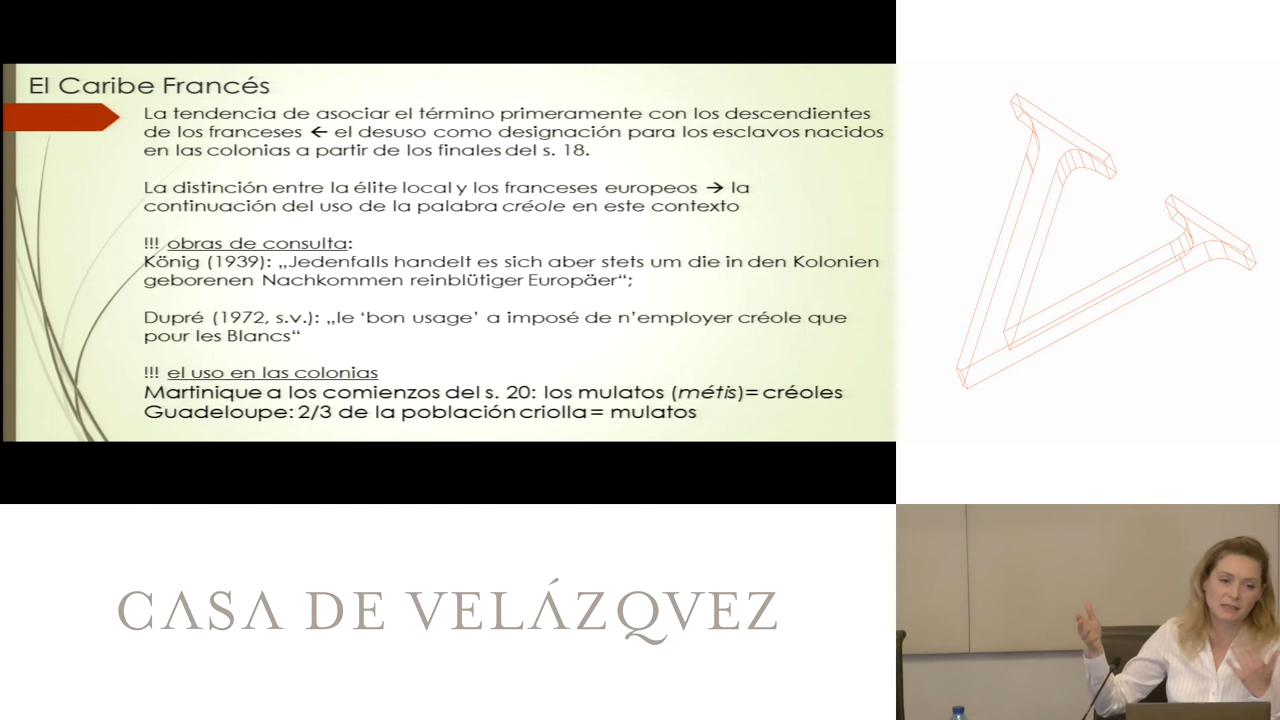 El Caribe Francés
La tendencia de asociar el término primeramente con los descendientes
de los franceses ← el desuso como designación para los esclavos nacidos
en las colonias a partir de los finales del s. 18.
La distinción entre la élite local y los franceses europeos → la
continuación del uso de la palabra créole en este contexto
!!! obras de consulta:
König (1939): „Jedenfalls handelt es sich aber stets um die in den Kolonien
geborenen Nachkommen reinblütiger Europäer“;
Dupré (1972, s.v.): „le ‘bon usage’ a imposé de n’employer créole que
pour les Blancs“
!!! el uso en las colonias
Martinique a los comienzos del s. 20: los mulatos (métis)= créoles
Guadeloupe: 2/3 de la población criolla= mulatos
CASA DE VELÁZQVEZ